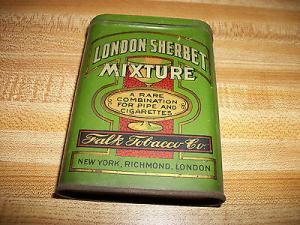 LONDON SHERBET
MIXTURE
A RARE
COMBINATION
FOR PIPE AND
CIGARETTES
Falk Tobacco Co.
NEW YORK, RICHMOND, LONDON